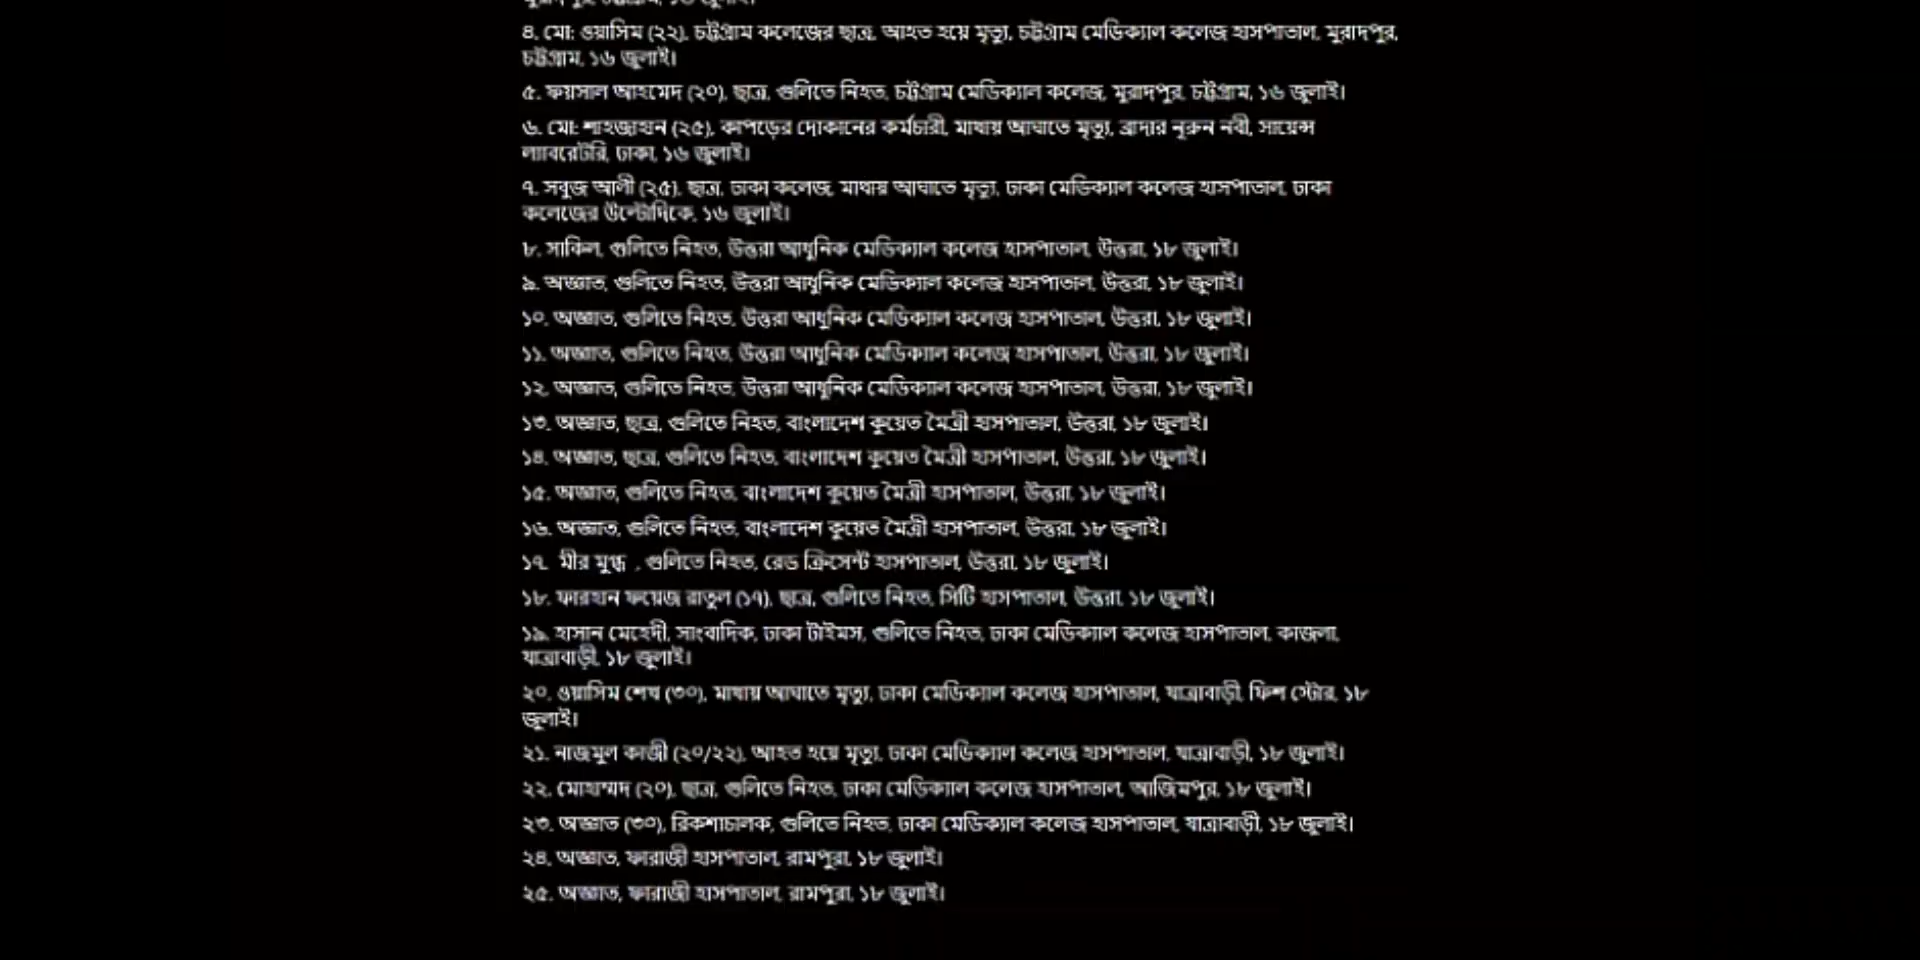 ৪. মো: ওয়াসিম (২২), চট্টগ্রাম কলেজের ছাত্র, আহত হয়ে মৃত্যু, চট্টগ্রাম মেডিক্যাল কলেজ হাসপাতাল, মুরাদপুর,
চট্টগ্রাম, ১৬ জুলাই।
৫. ফয়সাল আহমেদ (২০), ছাত্র, গুলিতে নিহত, চট্টগ্রাম মেডিক্যাল কলেজ, মুরাদপুর, চট্টগ্রাম, ১৬ জুলাই।
৬. মো: শাহজাহান (২৫), কাপড়ের দোকানের কর্মচারী, মাথায় আঘাতে মৃত্যু, ব্রাদার নূরুন নবী, সায়েন্স
ল্যাবরেটরি, ঢাকা, ১৬ জুলাই।
৭. সবুজ আলী (২৫), ছাত্র, ঢাকা কলেজ, মাথায় আঘাতে মৃত্যু, ঢাকা মেডিক্যাল কলেজ হাসপাতাল, ঢাকা
কলেজের উল্টোদিকে, ১৬ জুলাই।
৮. সাকিল, গুলিতে নিহত, উত্তরা আধুনিক মেডিক্যাল কলেজ হাসপাতাল, উত্তরা, ১৮ জুলাই।
৯. অজ্ঞাত, গুলিতে নিহত, উত্তরা আধুনিক মেডিক্যাল কলেজ হাসপাতাল, উত্তরা, ১৮ জুলাই।
১০. অজ্ঞাত, গুলিতে নিহত, উত্তরা আধুনিক মেডিক্যাল কলেজ হাসপাতাল, উত্তরা, ১৮ জুলাই।
১১. অজ্ঞাত, গুলিতে নিহত, উত্তরা আধুনিক মেডিক্যাল কলেজ হাসপাতাল, উত্তরা, ১৮ জুলাই।
১২. অজ্ঞাত, গুলিতে নিহত, উত্তরা আধুনিক মেডিক্যাল কলেজ হাসপাতাল, উত্তরা, ১৮ জুলাই।
১৩. অজ্ঞাত, ছাত্র, গুলিতে নিহত, বাংলাদেশ কুয়েত মৈত্রী হাসপাতাল, উত্তরা, ১৮ জুলাই।
১৪. অজ্ঞাত, ছাত্র, গুলিতে নিহত, বাংলাদেশ কুয়েত মৈত্রী হাসপাতাল, উত্তরা, ১৮ জুলাই।
১৫. অজ্ঞাত, গুলিতে নিহত, বাংলাদেশ কুয়েত মৈত্রী হাসপাতাল, উত্তরা, ১৮ জুলাই।
১৬. অজ্ঞাত, গুলিতে নিহত, বাংলাদেশ কুয়েত মৈত্রী হাসপাতাল, উত্তরা, ১৮ জুলাই।
১৭. মীর মুগ্ধ , গুলিতে নিহত, রেড ক্রিসেন্ট হাসপাতাল, উত্তরা, ১৮ জুলাই।
১৮. ফারহান ফয়েজ রাতুল (১৭), ছাত্র, গুলিতে নিহত, সিটি হাসপাতাল, উত্তরা, ১৮ জুলাই।
১৯. হাসান মেহেদী, সাংবাদিক, ঢাকা টাইমস, গুলিতে নিহত, ঢাকা মেডিক্যাল কলেজ হাসপাতাল, কাজলা,
যাত্রাবাড়ী, ১৮ জুলাই।
২০. ওয়াসিম শেখ (৩০), মাথায় আঘাতে মৃত্যু, ঢাকা মেডিক্যাল কলেজ হাসপাতাল, যাত্রাবাড়ী, ফিশ স্টোর, ১৮
জুলাই।
২১. নাজমুল কাজী (২০/২২), আহত হয়ে মৃত্যু, ঢাকা মেডিক্যাল কলেজ হাসপাতাল, যাত্রাবাড়ী, ১৮ জুলাই।
২২. মোহাম্মদ (২০), ছাত্র, গুলিতে নিহত, ঢাকা মেডিক্যাল কলেজ হাসপাতাল, আজিমপুর, ১৮ জুলাই।
২৩. অজ্ঞাত (৩০), রিকশাচালক, গুলিতে নিহত, ঢাকা মেডিক্যাল কলেজ হাসপাতাল, যাত্রাবাড়ী, ১৮ জুলাই।
২৪. অজ্ঞাত, ফারাজী হাসপাতাল, রামপুরা, ১৮ জুলাই।
২৫. অজ্ঞাত, ফারাজী হাসপাতাল, রামপুরা, ১৮ জুলাই।